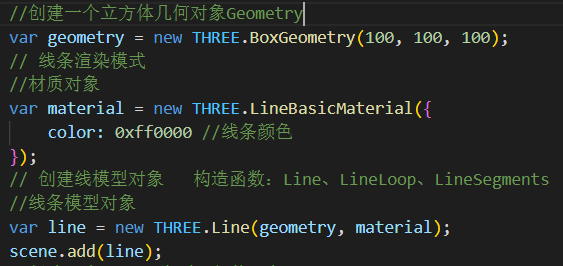 //创建一个立方体几何对象Geometry
var geometry = new THREE.BoxGeometry(100, 100, 100);
// 线条渲染模式
//材质对象
var material = new THREE.LineBasicMaterial({
    color: 0xff0000 //线条颜色
});
// 创建线模型对象   构造函数：Line、LineLoop、LineSegments
//线条模型对象
var line = new THREE.Line(geometry, material);
scene.add(line);